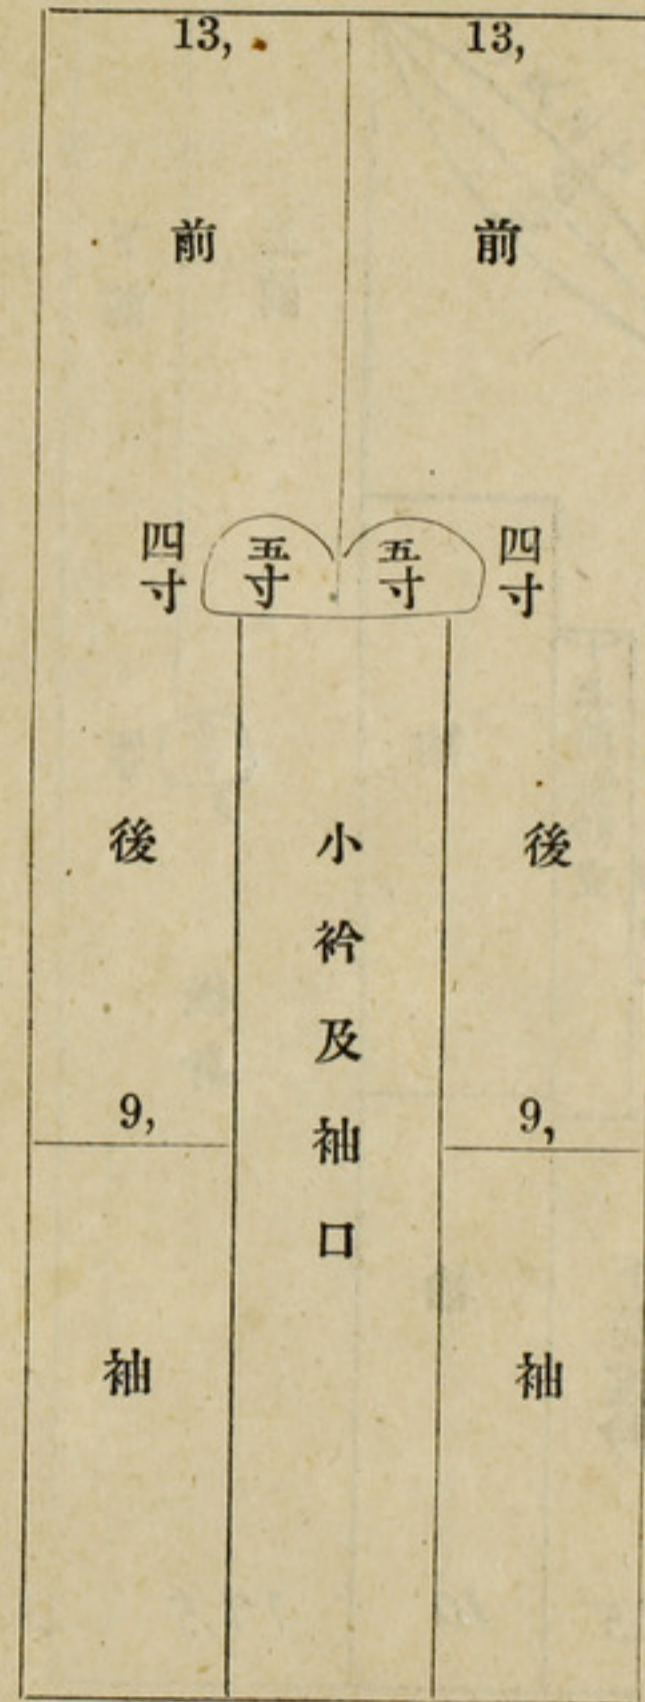 13,
13,
前
前
四寸
五寸
五寸
四寸
後
小衿及袖口
後
9,
9,
袖
袖